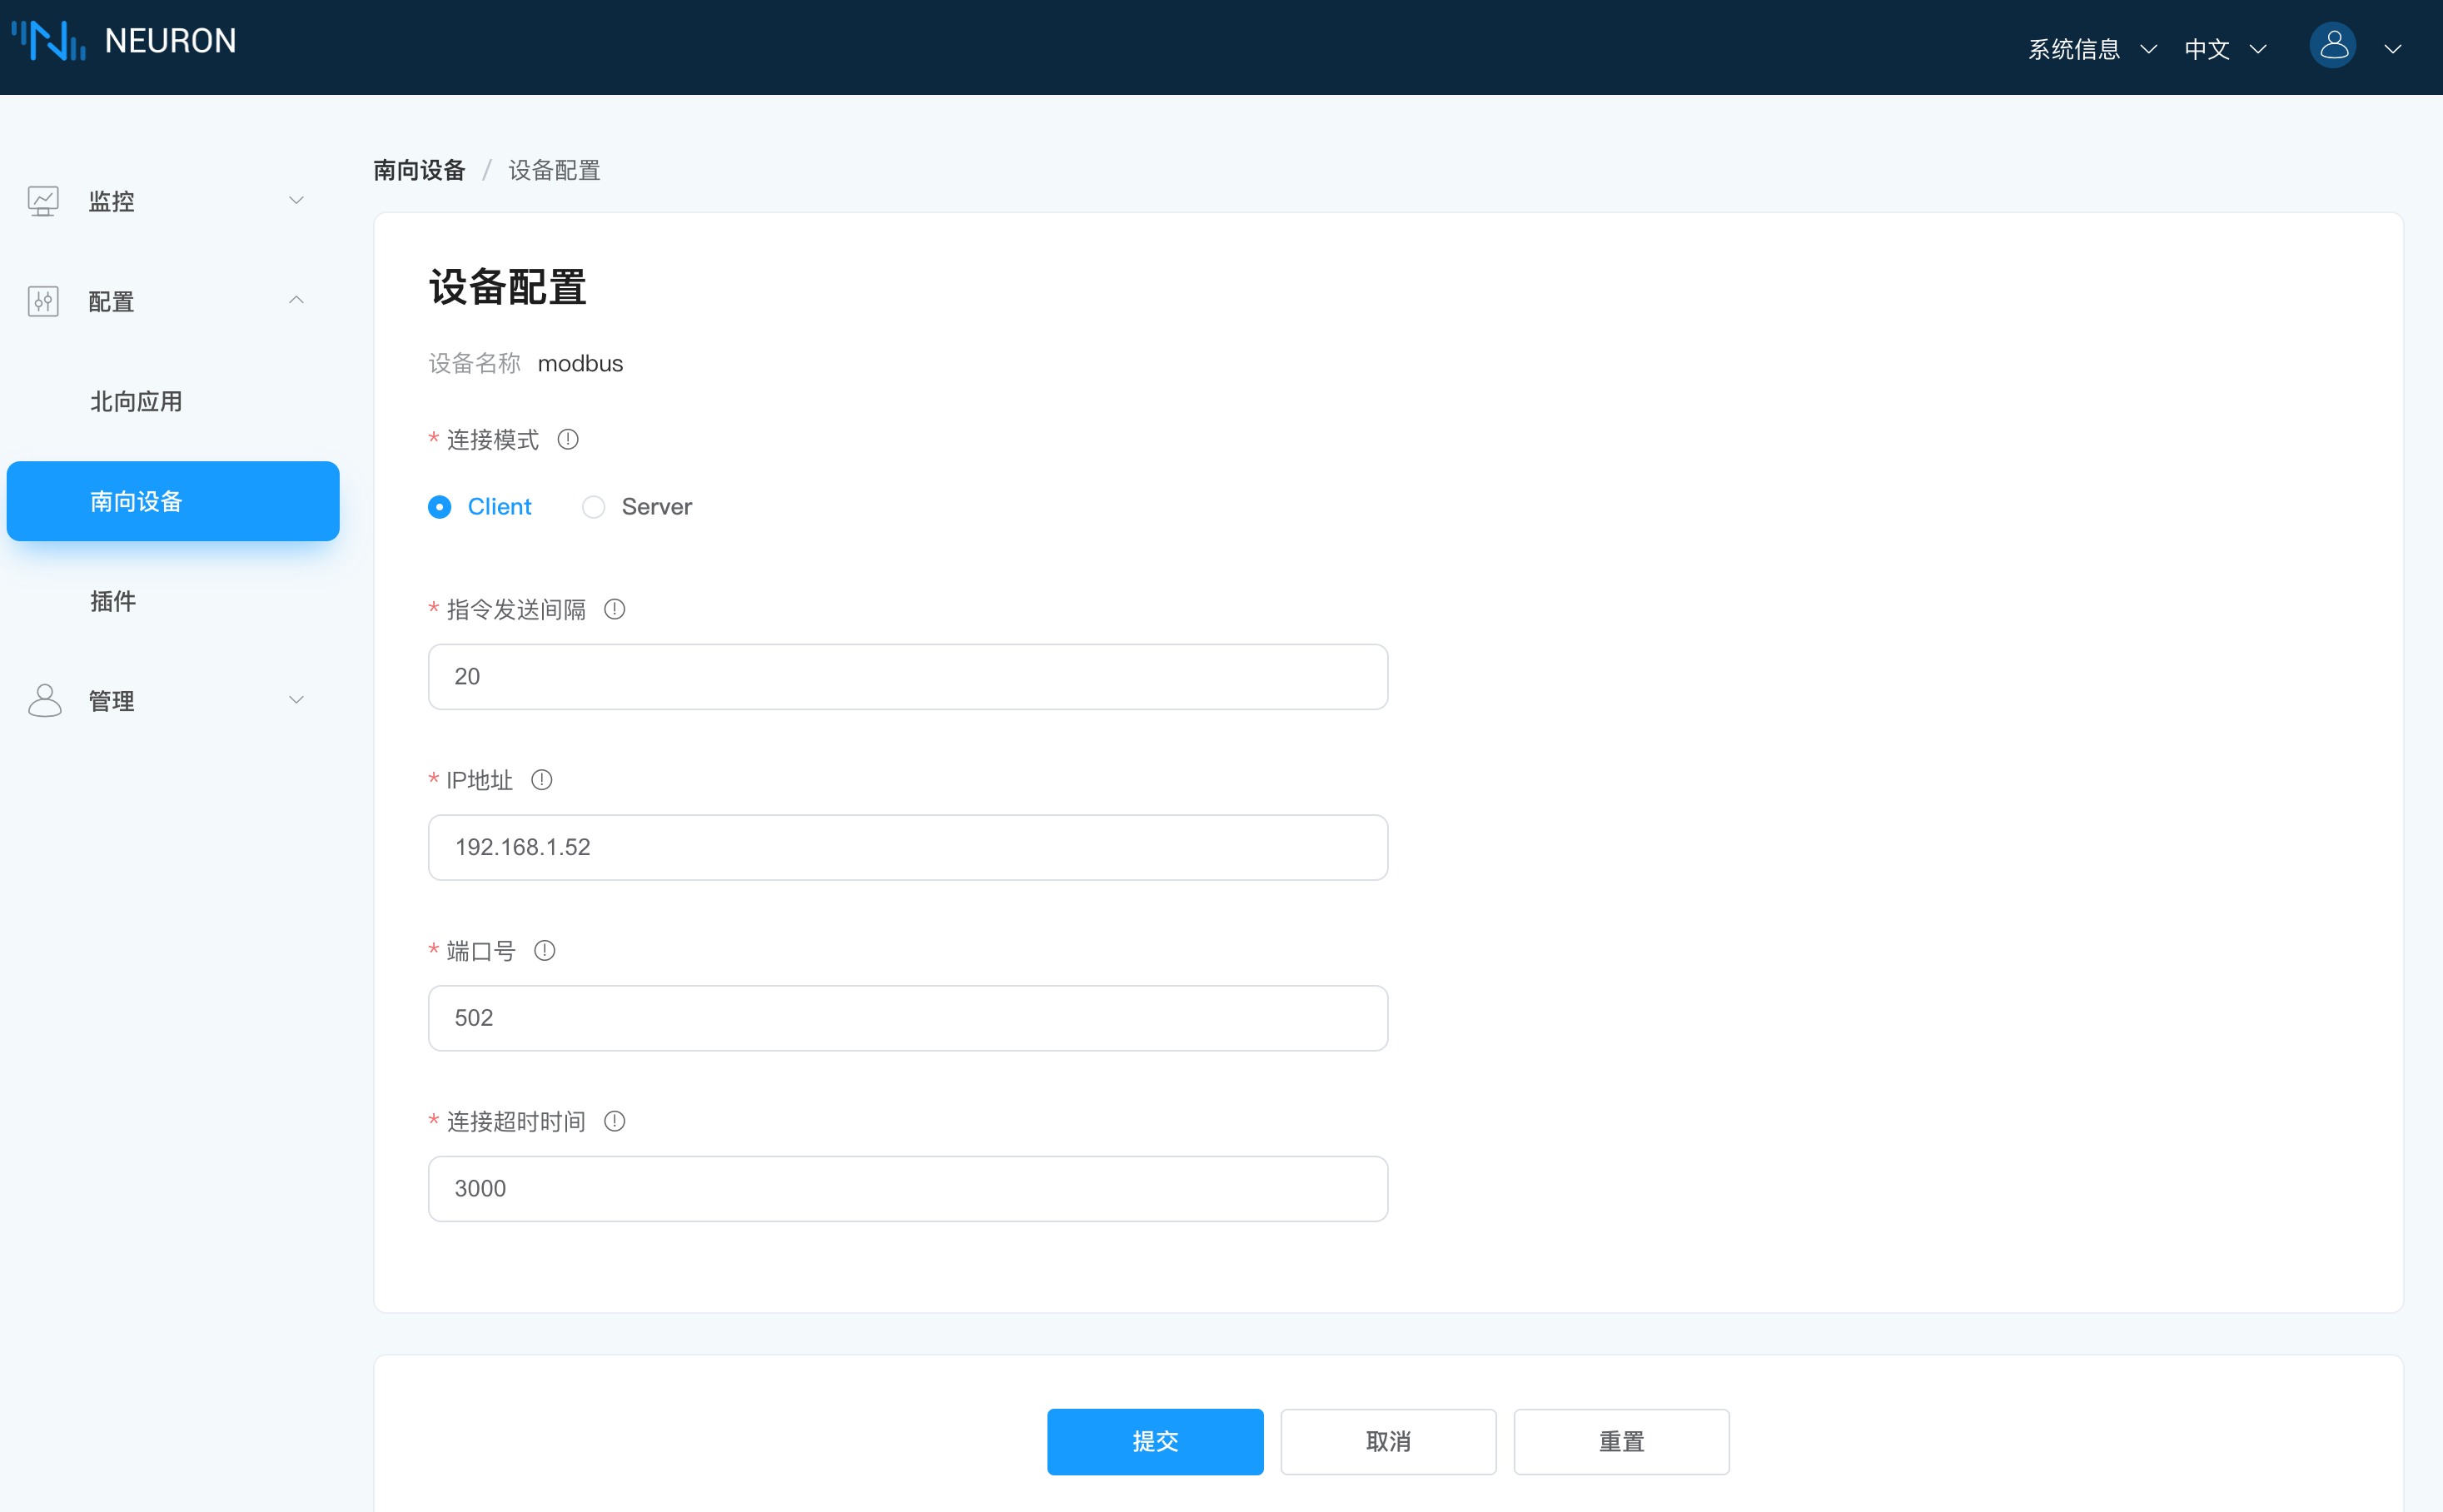 NEURON
系统信息
中文
监控
配置
北向应用
南向设备
插件
管理
南向设备 / 设备配置
设备配置
设备名称 modbus
* 连接模式
Client
Server
* 指令发送间隔
20
* IP地址
192.168.1.52
* 端口号
502
* 连接超时时间
3000
提交
取消
重置